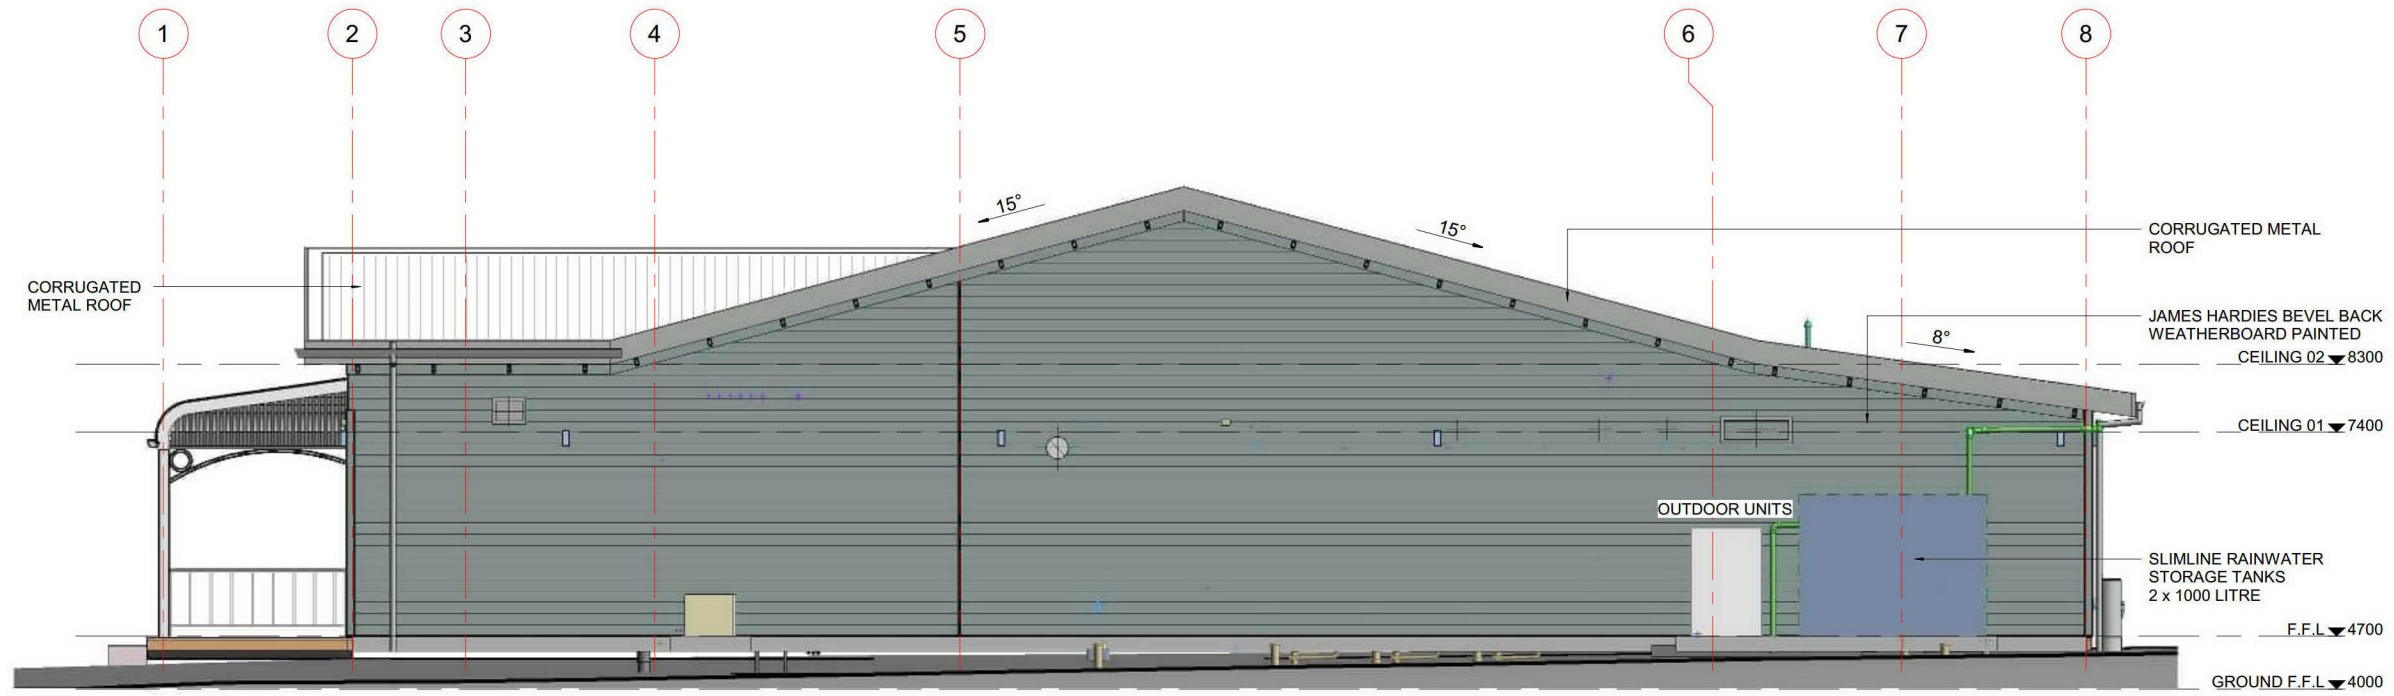 1
2
3
4
5
6
7
8
15°
15°
CORRUGATED METAL
ROOF
CORRUGATED
METAL ROOF
JAMES HARDIES BEVEL BACK
WEATHERBOARD PAINTED
8°
CEILING 02 8300
CEILING 01 7400
OUTDOOR UNITS
SLIMLINE RAINWATER
STORAGE TANKS
2 x 1000 LITRE
F.F.L 4700
GROUND F.F.L 4000